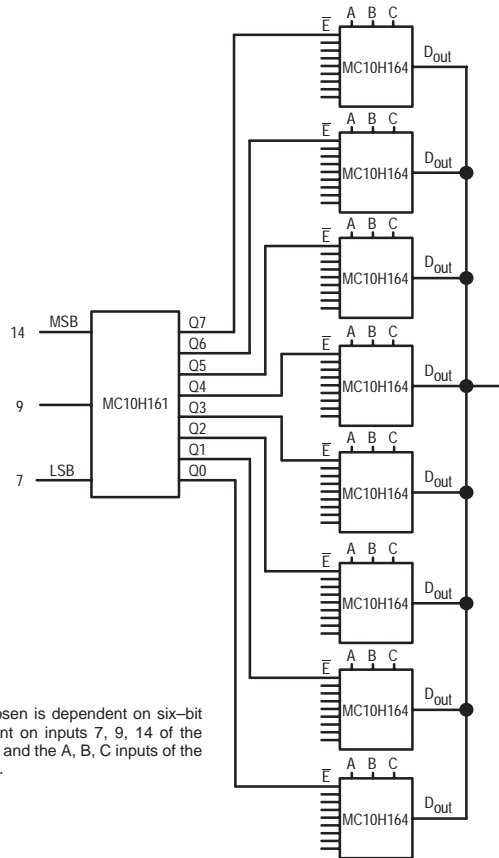 E A B C
MC10H164 Dout
E A B C
MC10H164 Dout
E A B C
MC10H164 Dout
14 MSB Q7
Q6
Q5
E A B C
MC10H164 Dout
Q4
9 MC10H161 Q3
Q2
Q1
7 LSB Q0
E A B C
MC10H164 Dout
E A B C
MC10H164 Dout
E A B C
MC10H164 Dout
E A B C
MC10H164 Dout
osen is dependent on six–bit
nt on inputs 7, 9, 14 of the
and the A, B, C inputs of the
.